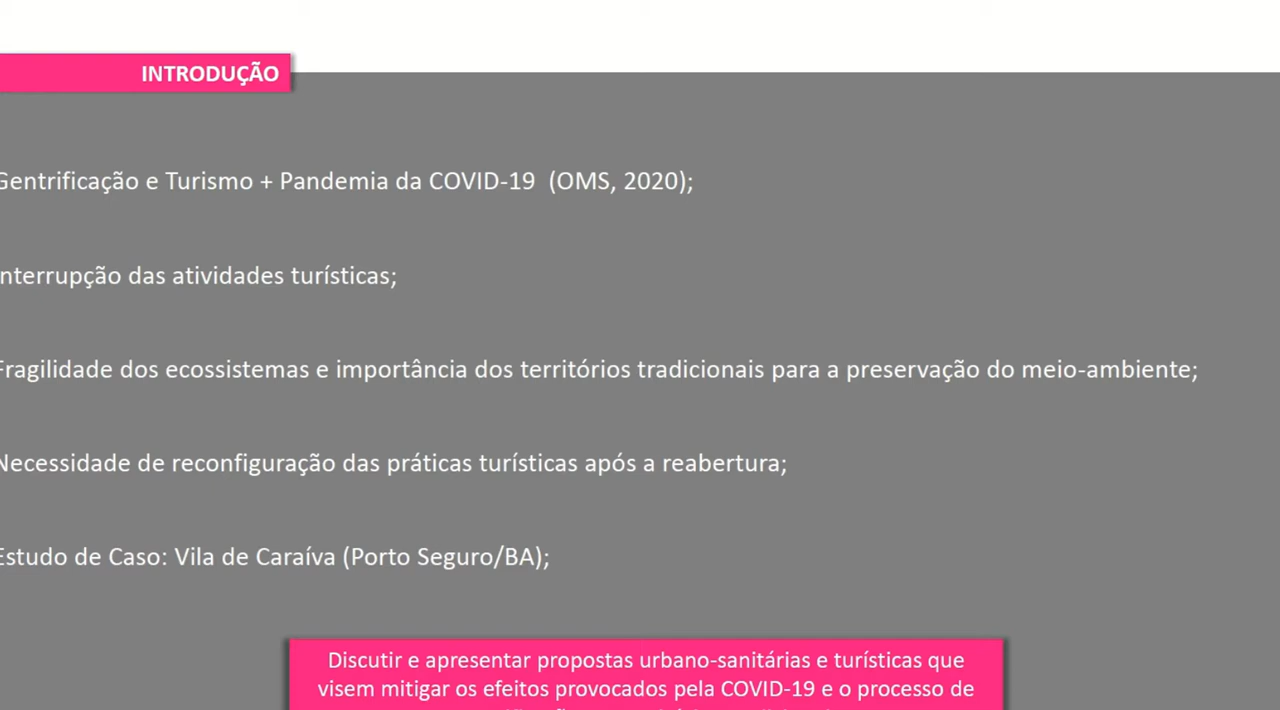 INTRODUÇÃO
Gentrificação e Turismo + Pandemia da COVID-19 (OMS, 2020);
Interrupção das atividades turísticas;
Fragilidade dos ecossistemas e importância dos territórios tradicionais para a preservação do meio-ambiente;
Necessidade de reconfiguração das práticas turísticas após a reabertura;
Estudo de Caso: Vila de Caraíva (Porto Seguro/BA);
Discutir e apresentar propostas urbano-sanitárias e turísticas que
visem mitigar os efeitos provocados pela COVID-19 e o processo de